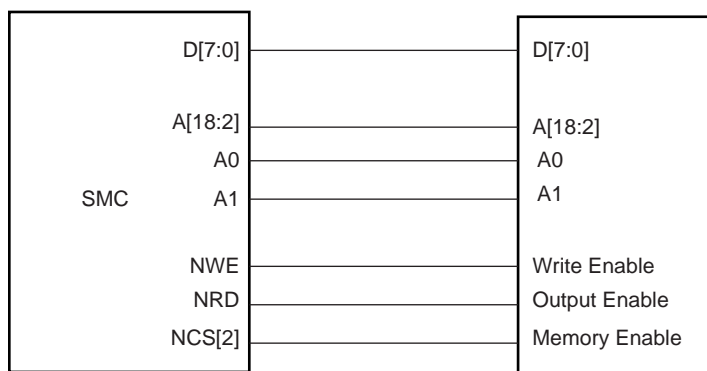 D[7:0] D[7:0]
A[18:2] A[18:2]
A0 A0
SMC A1 A1
NWE Write Enable
NRD Output Enable
NCS[2] Memory Enable